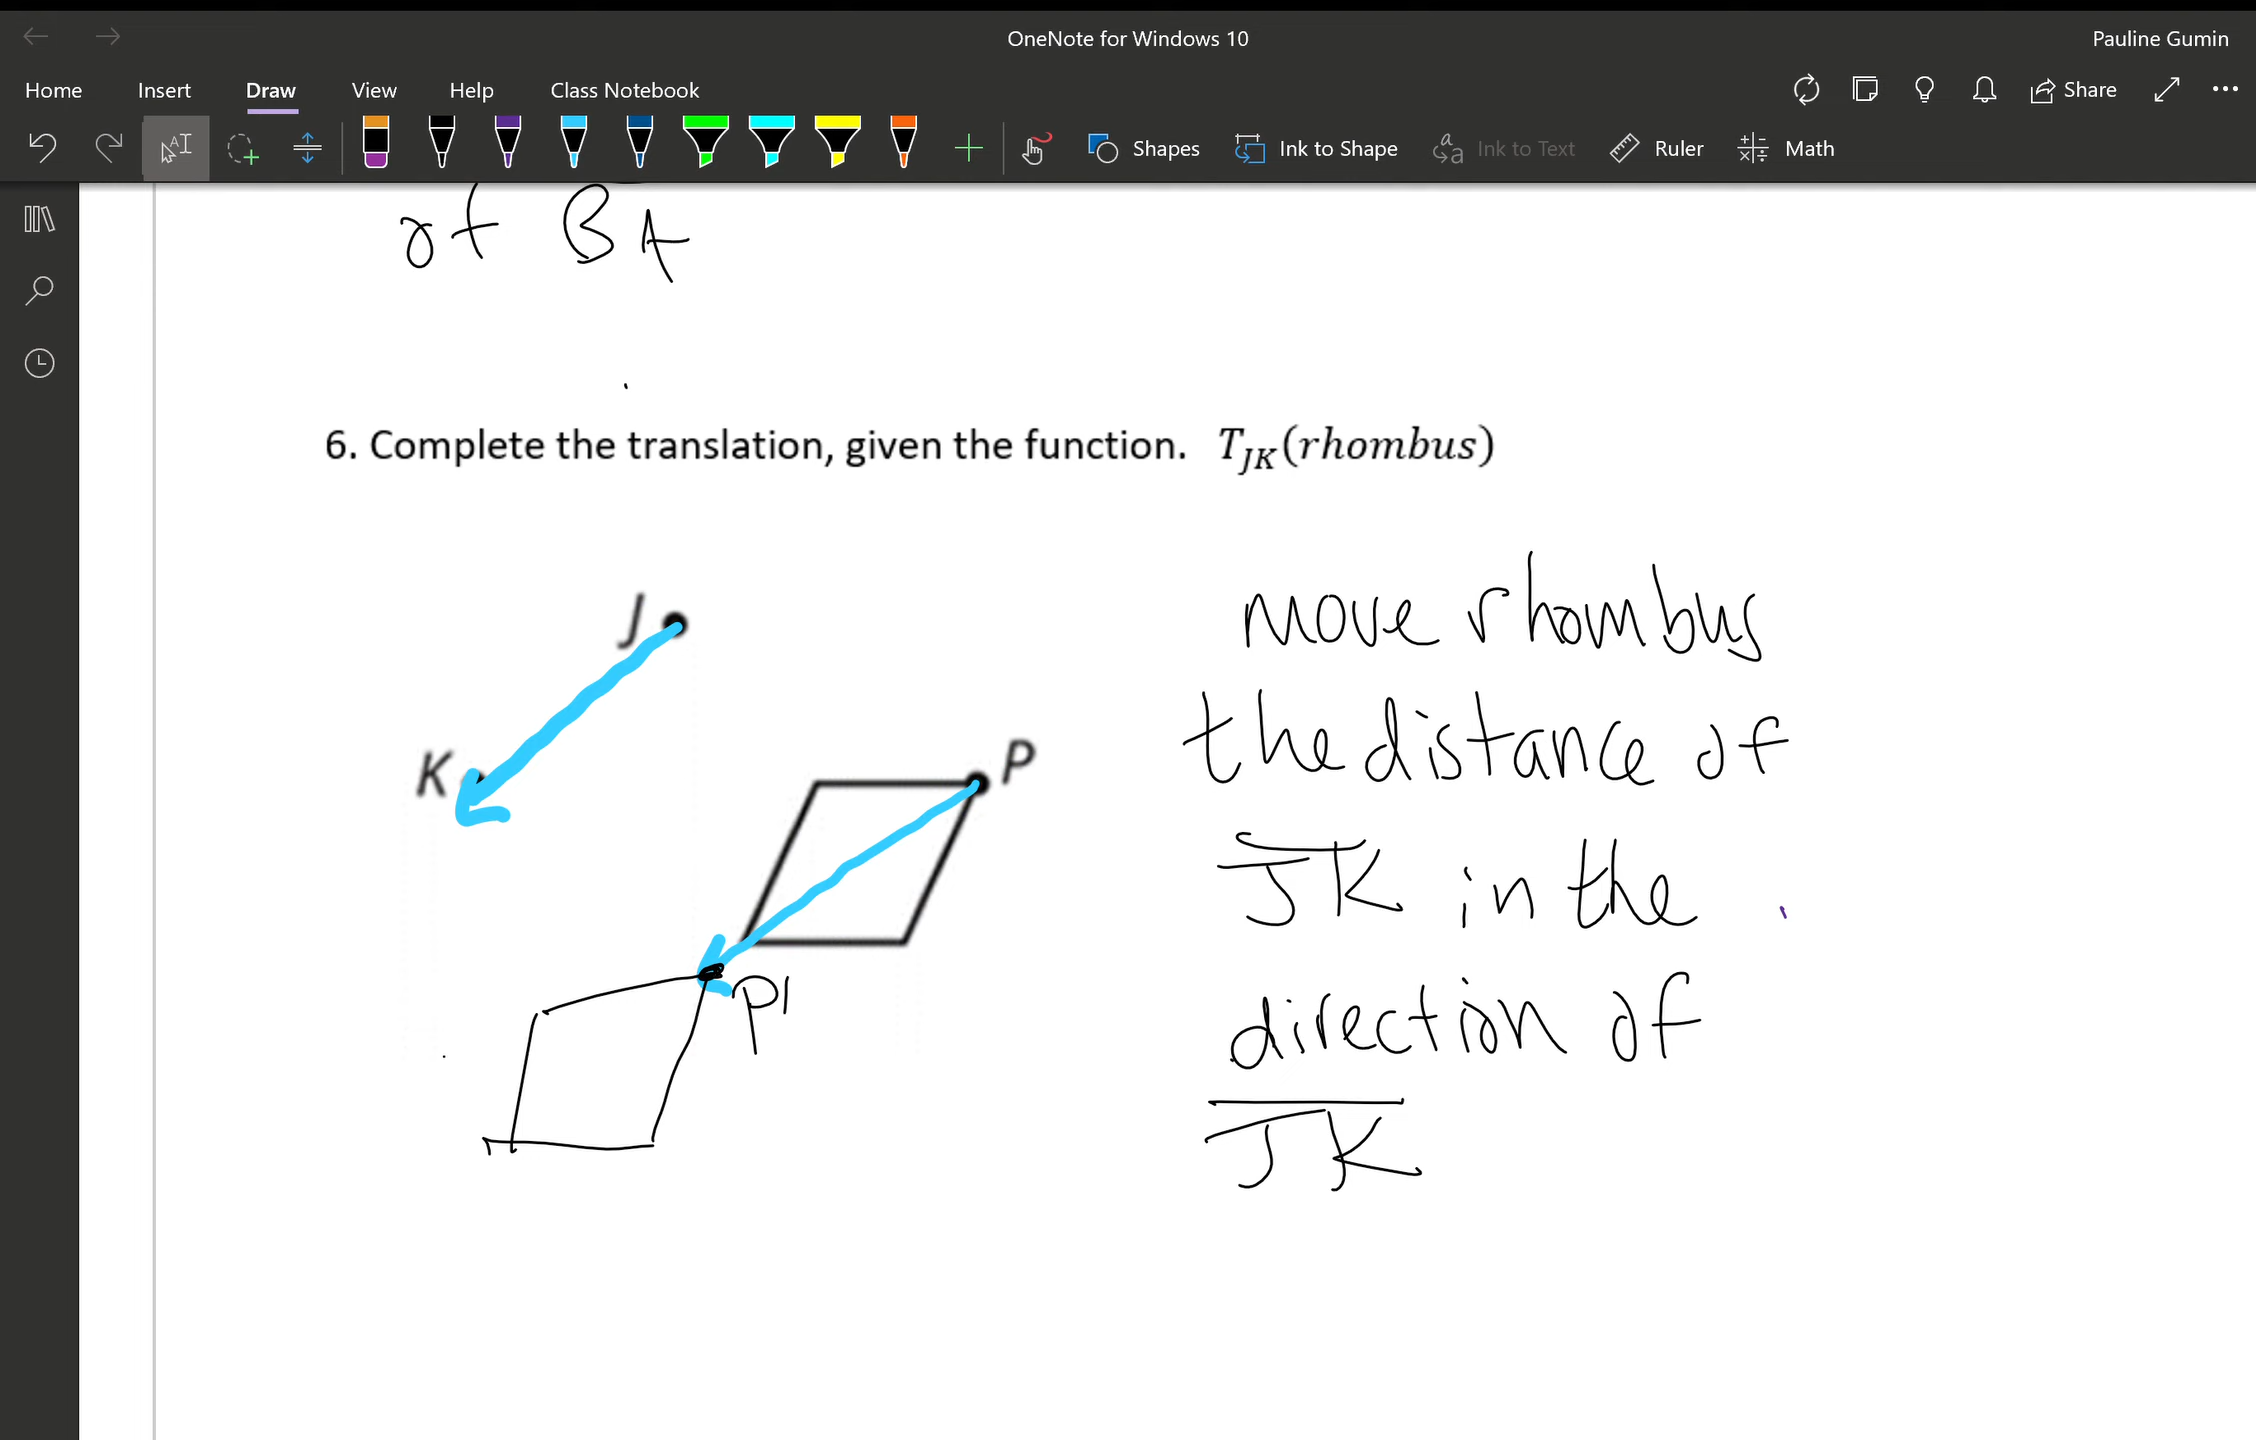 OneNote for Windows 10
Pauline Gumin
Home Insert Draw View Help Class Notebook
Share
Shapes Ink to Shape Ink to Text Ruler Math
of BA
6. Complete the translation, given the function. T_JK(rhombus)
J
K
P
P'
move rhombus
the distance of
JK in the
direction of
JK